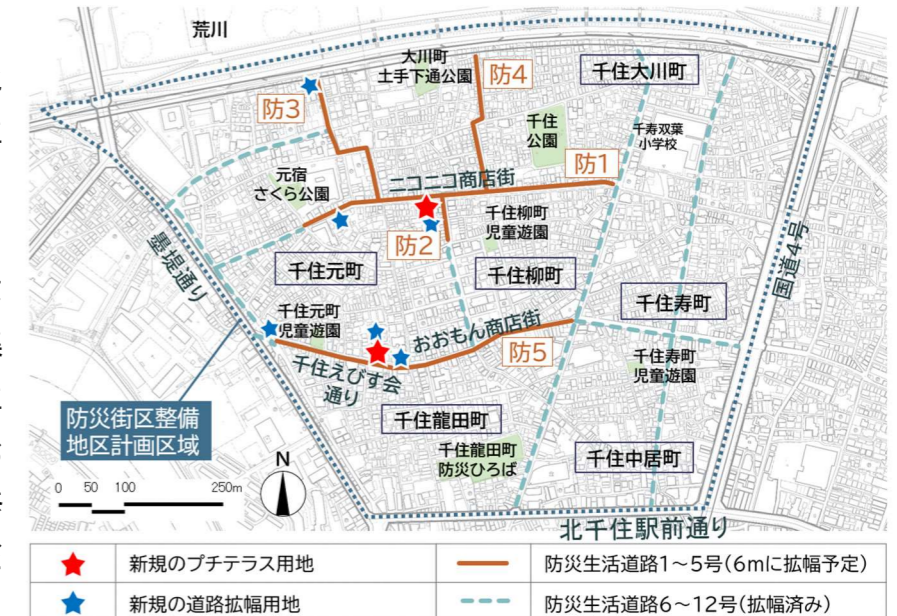 荒川
大川町
土手下通公園
防4
千住大川町
防3
千住
公園
千寿双葉
小学校
元宿
さくら公園
ニコニコ商店街
防1
千住柳町
児童遊園
防2
墨堤通り
千住元町
千住柳町
国道4号
千住寿町
千住元町
児童遊園
おおもん商店街
防5
千住寿町
児童遊園
千住えびす会
通り
防災街区整備
地区計画区域
千住龍田町
千住龍田町
防災ひろば
千住中居町
N
0 50 100 250m
北千住駅前通り
新規のプチテラス用地
防災生活道路1~5号(6mに拡幅予定)
新規の道路拡幅用地
防災生活道路6~12号(拡幅済み)